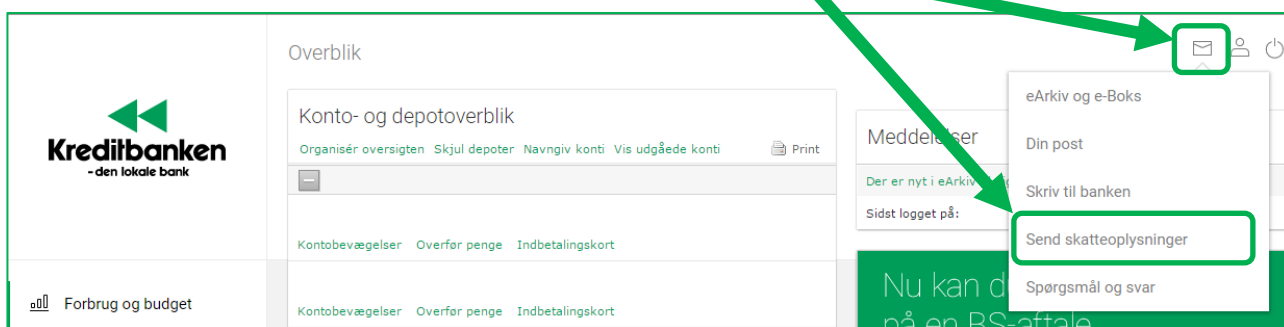 Overblik
Kreditbanken
- den lokale bank
Forbrug og budget
Konto- og depotoverblik
Organisér oversigten Skjul depoter Navngiv konti Vis udgåede konti Print
Kontobevægelser Overfør penge Indbetalingskort
Kontobevægelser Overfør penge Indbetalingskort
Meddelelser
Der er nyt i eArkiv
Sidst logget på:
Nu kan d
på en BS-aftale
eArkiv og e-Boks
Din post
Skriv til banken
Send skatteoplysninger
Spørgsmål og svar